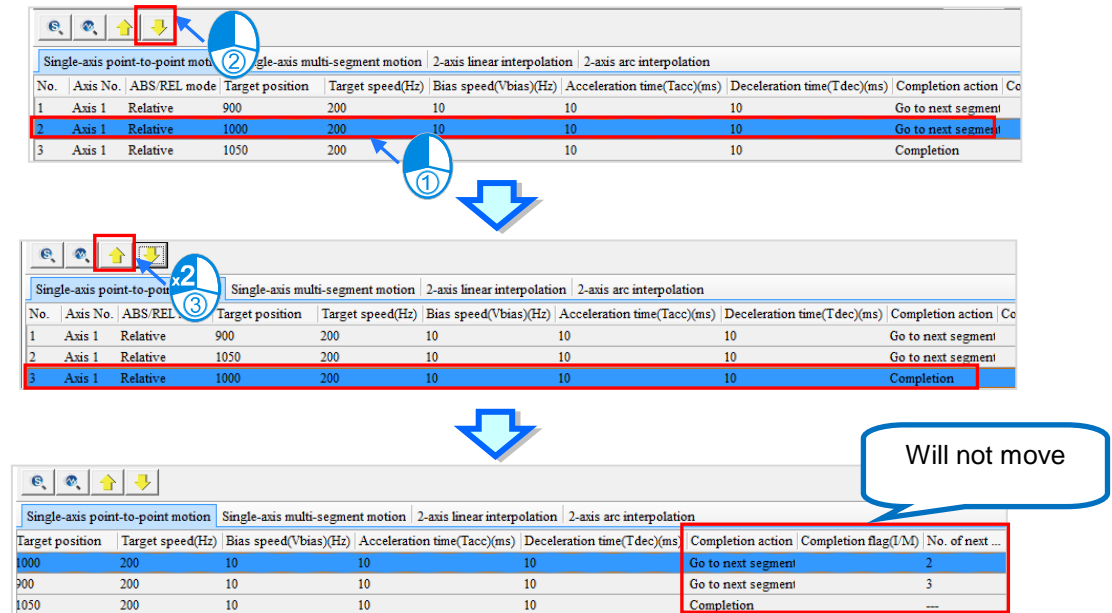 ②
Single-axis point-to-point moti gle-axis multi-segment motion 2-axis linear interpolation 2-axis arc interpolation
No. Axis No. ABS/REL mode Target position Target speed(Hz) Bias speed(Vbias)(Hz) Acceleration time(Tacc)(ms) Deceleration time(Tdec)(ms) Completion action Co
1 Axis 1 Relative 900 200 10 10 10 Go to next segment
2 Axis 1 Relative 1000 200 10 10 10 Go to next segment
3 Axis 1 Relative 1050 200 10 10 Completion
①
x2
③
Single-axis point-to-poin Single-axis multi-segment motion 2-axis linear interpolation 2-axis arc interpolation
No. Axis No. ABS/REL Target position Target speed(Hz) Bias speed(Vbias)(Hz) Acceleration time(Tacc)(ms) Deceleration time(Tdec)(ms) Completion action Co
1 Axis 1 Relative 900 200 10 10 10 Go to next segment
2 Axis 1 Relative 1050 200 10 10 10 Go to next segment
3 Axis 1 Relative 1000 200 10 10 10 Completion
Will not move
Single-axis point-to-point motion Single-axis multi-segment motion 2-axis linear interpolation 2-axis arc interpolation
Target position Target speed(Hz) Bias speed(Vbias)(Hz) Acceleration time(Tacc)(ms) Deceleration time(Tdec)(ms) Completion action Completion flag(I/M) No. of next ...
1000 200 10 10 10 Go to next segment 2
900 200 10 10 10 Go to next segment 3
1050 200 10 10 10 Completion ---